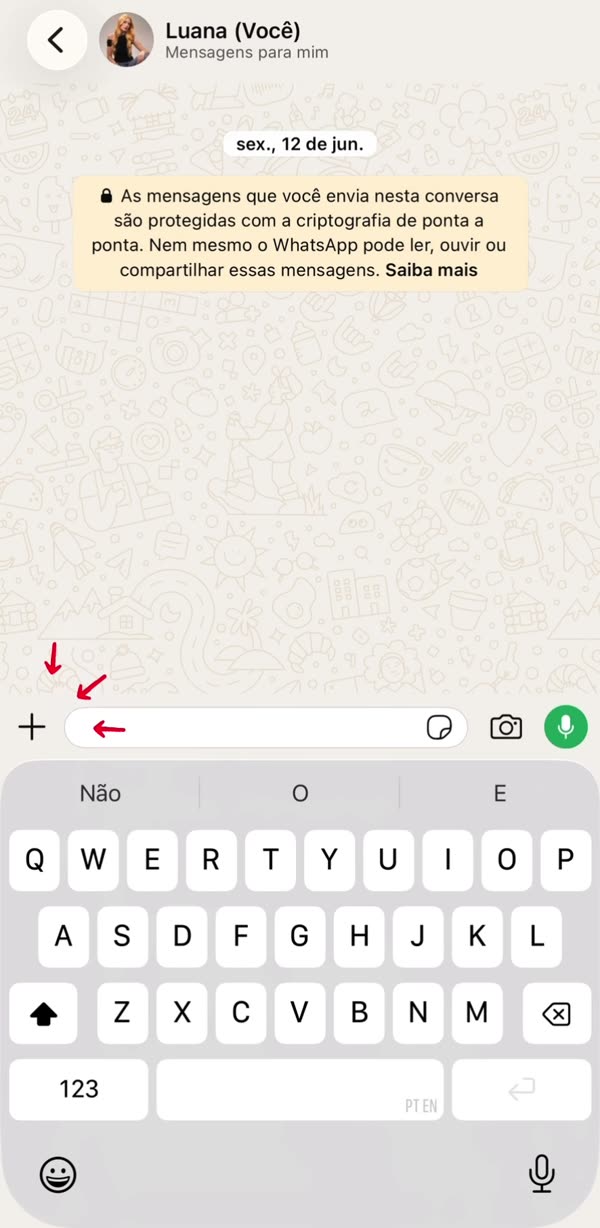 Luana (Você)
Mensagens para mim
sex., 12 de jun.
As mensagens que você envia nesta conversa
são protegidas com a criptografia de ponta a
ponta. Nem mesmo o WhatsApp pode ler, ouvir ou
compartilhar essas mensagens. Saiba mais
Não O E
Q W E R T Y U I O P
A S D F G H J K L
Z X C V B N M
123 PT EN